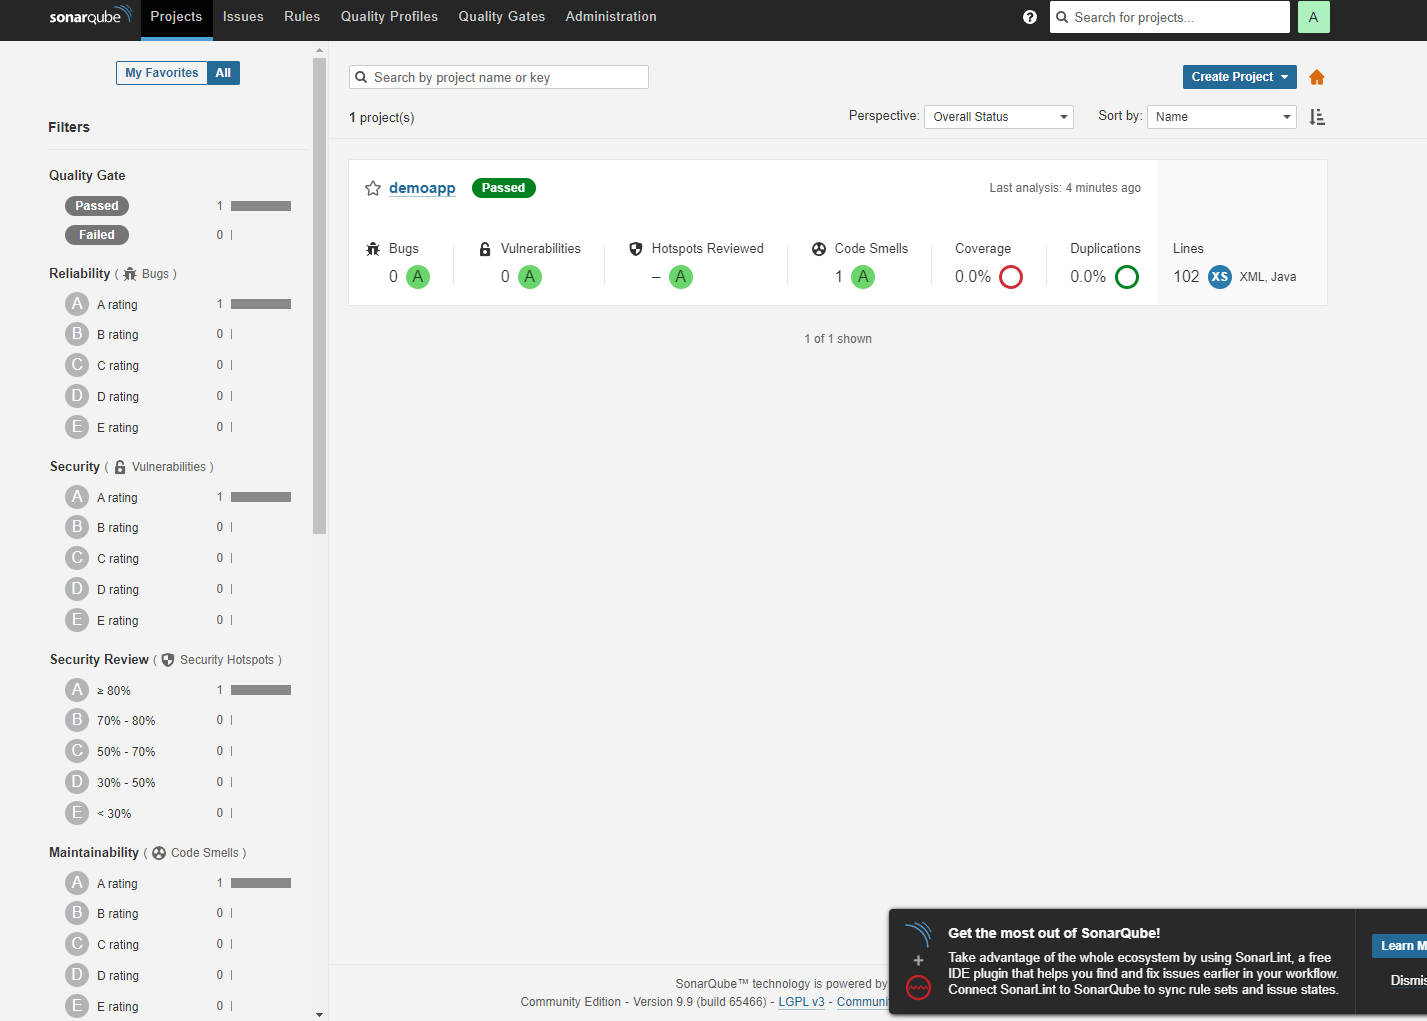 sonarqube Projects Issues Rules Quality Profiles Quality Gates Administration ? Search for projects... A
My Favorites All
Search by project name or key Create Project
1 project(s) Perspective: Overall Status Sort by: Name
Filters
Quality Gate
Passed 1
Failed 0
Reliability ( Bugs )
A A rating 1
B B rating 0
C C rating 0
D D rating 0
E E rating 0
Security ( Vulnerabilities )
A A rating 1
B B rating 0
C C rating 0
D D rating 0
E E rating 0
Security Review ( Security Hotspots )
A ≥ 80% 1
B 70% - 80% 0
C 50% - 70% 0
D 30% - 50% 0
E < 30% 0
Maintainability ( Code Smells )
A A rating 1
B B rating 0
C C rating 0
D D rating 0
E E rating 0
demoapp Passed Last analysis: 4 minutes ago
Bugs Vulnerabilities Hotspots Reviewed Code Smells Coverage Duplications Lines
0 A 0 A – A 1 A 0.0% 0.0% 102 XS XML, Java
1 of 1 shown
SonarQube™ technology is powered by
Community Edition - Version 9.9 (build 65466) - LGPL v3 - Communi
Get the most out of SonarQube!
Take advantage of the whole ecosystem by using SonarLint, a free
IDE plugin that helps you find and fix issues earlier in your workflow.
Connect SonarLint to SonarQube to sync rule sets and issue states.
Learn M
Dismis